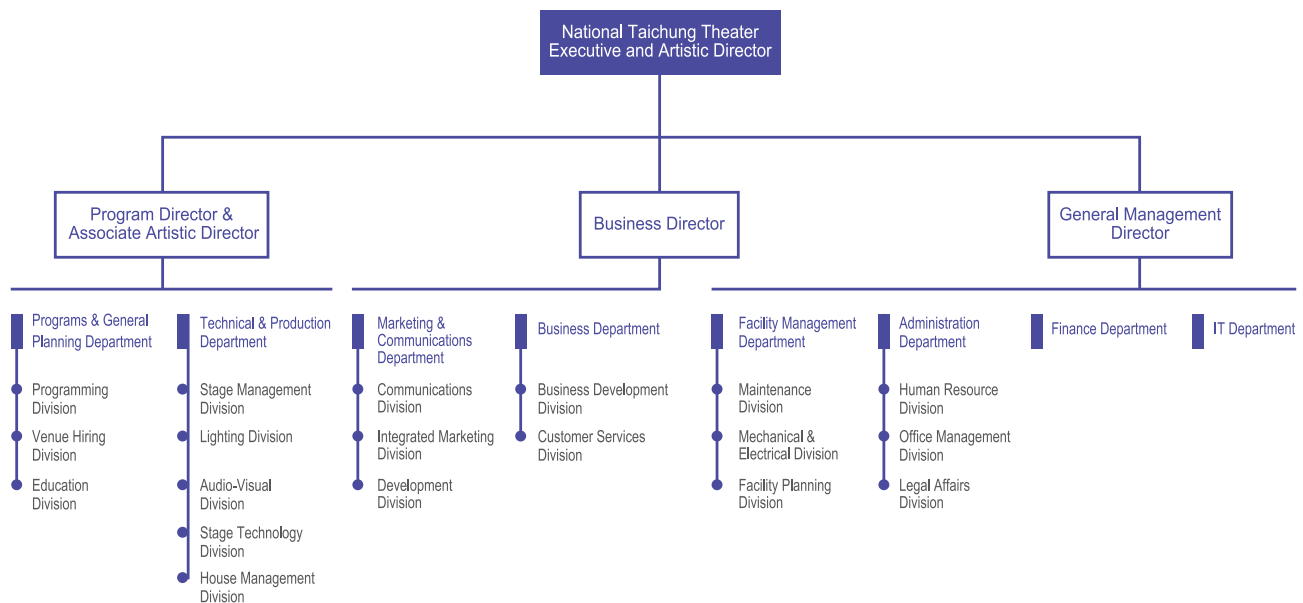 National Taichung Theater
Executive and Artistic Director
Program Director &
Associate Artistic Director
Business Director
General Management
Director
Programs & General
Planning Department
Programming
Division
Venue Hiring
Division
Education
Division
Technical & Production
Department
Stage Management
Division
Lighting Division
Audio-Visual
Division
Stage Technology
Division
House Management
Division
Marketing &
Communications
Department
Communications
Division
Integrated Marketing
Division
Development
Division
Business Department
Business Development
Division
Customer Services
Division
Facility Management
Department
Maintenance
Division
Mechanical &
Electrical Division
Facility Planning
Division
Administration
Department
Human Resource
Division
Office Management
Division
Legal Affairs
Division
Finance Department
IT Department